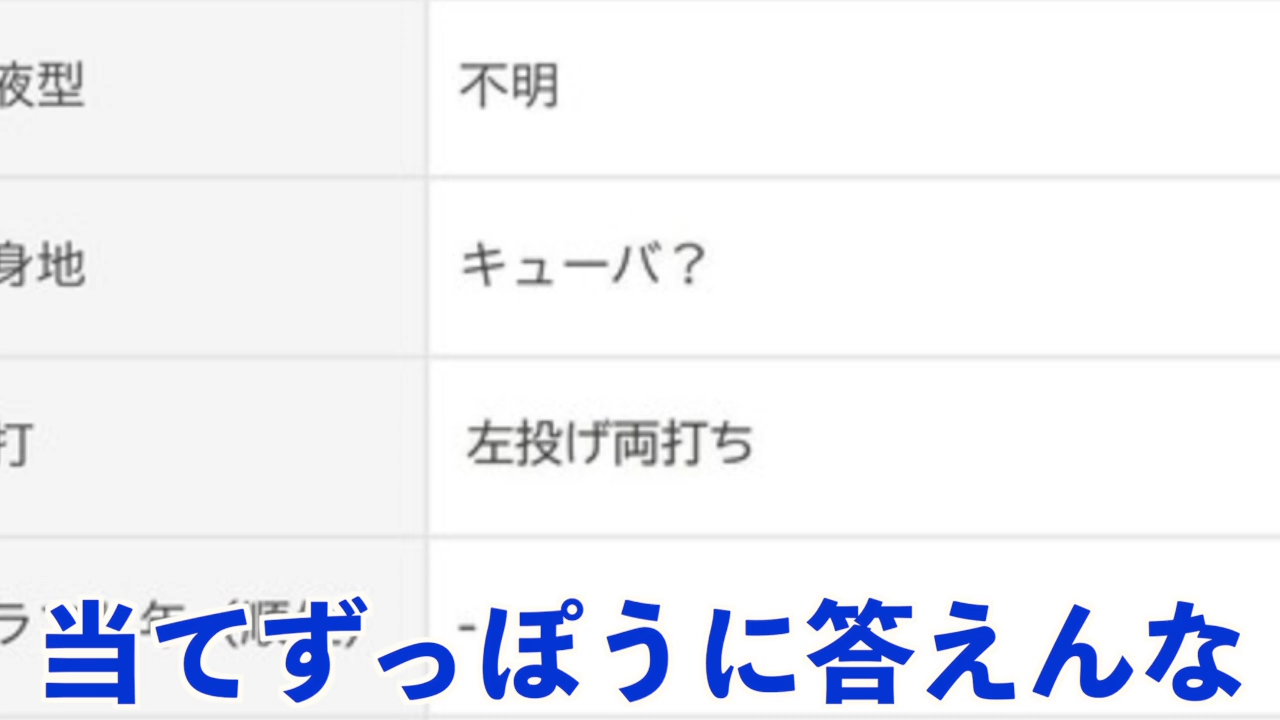 液型 不明
身地 キューバ？
打 左投げ両打ち
-
当てずっぽうに答えんな